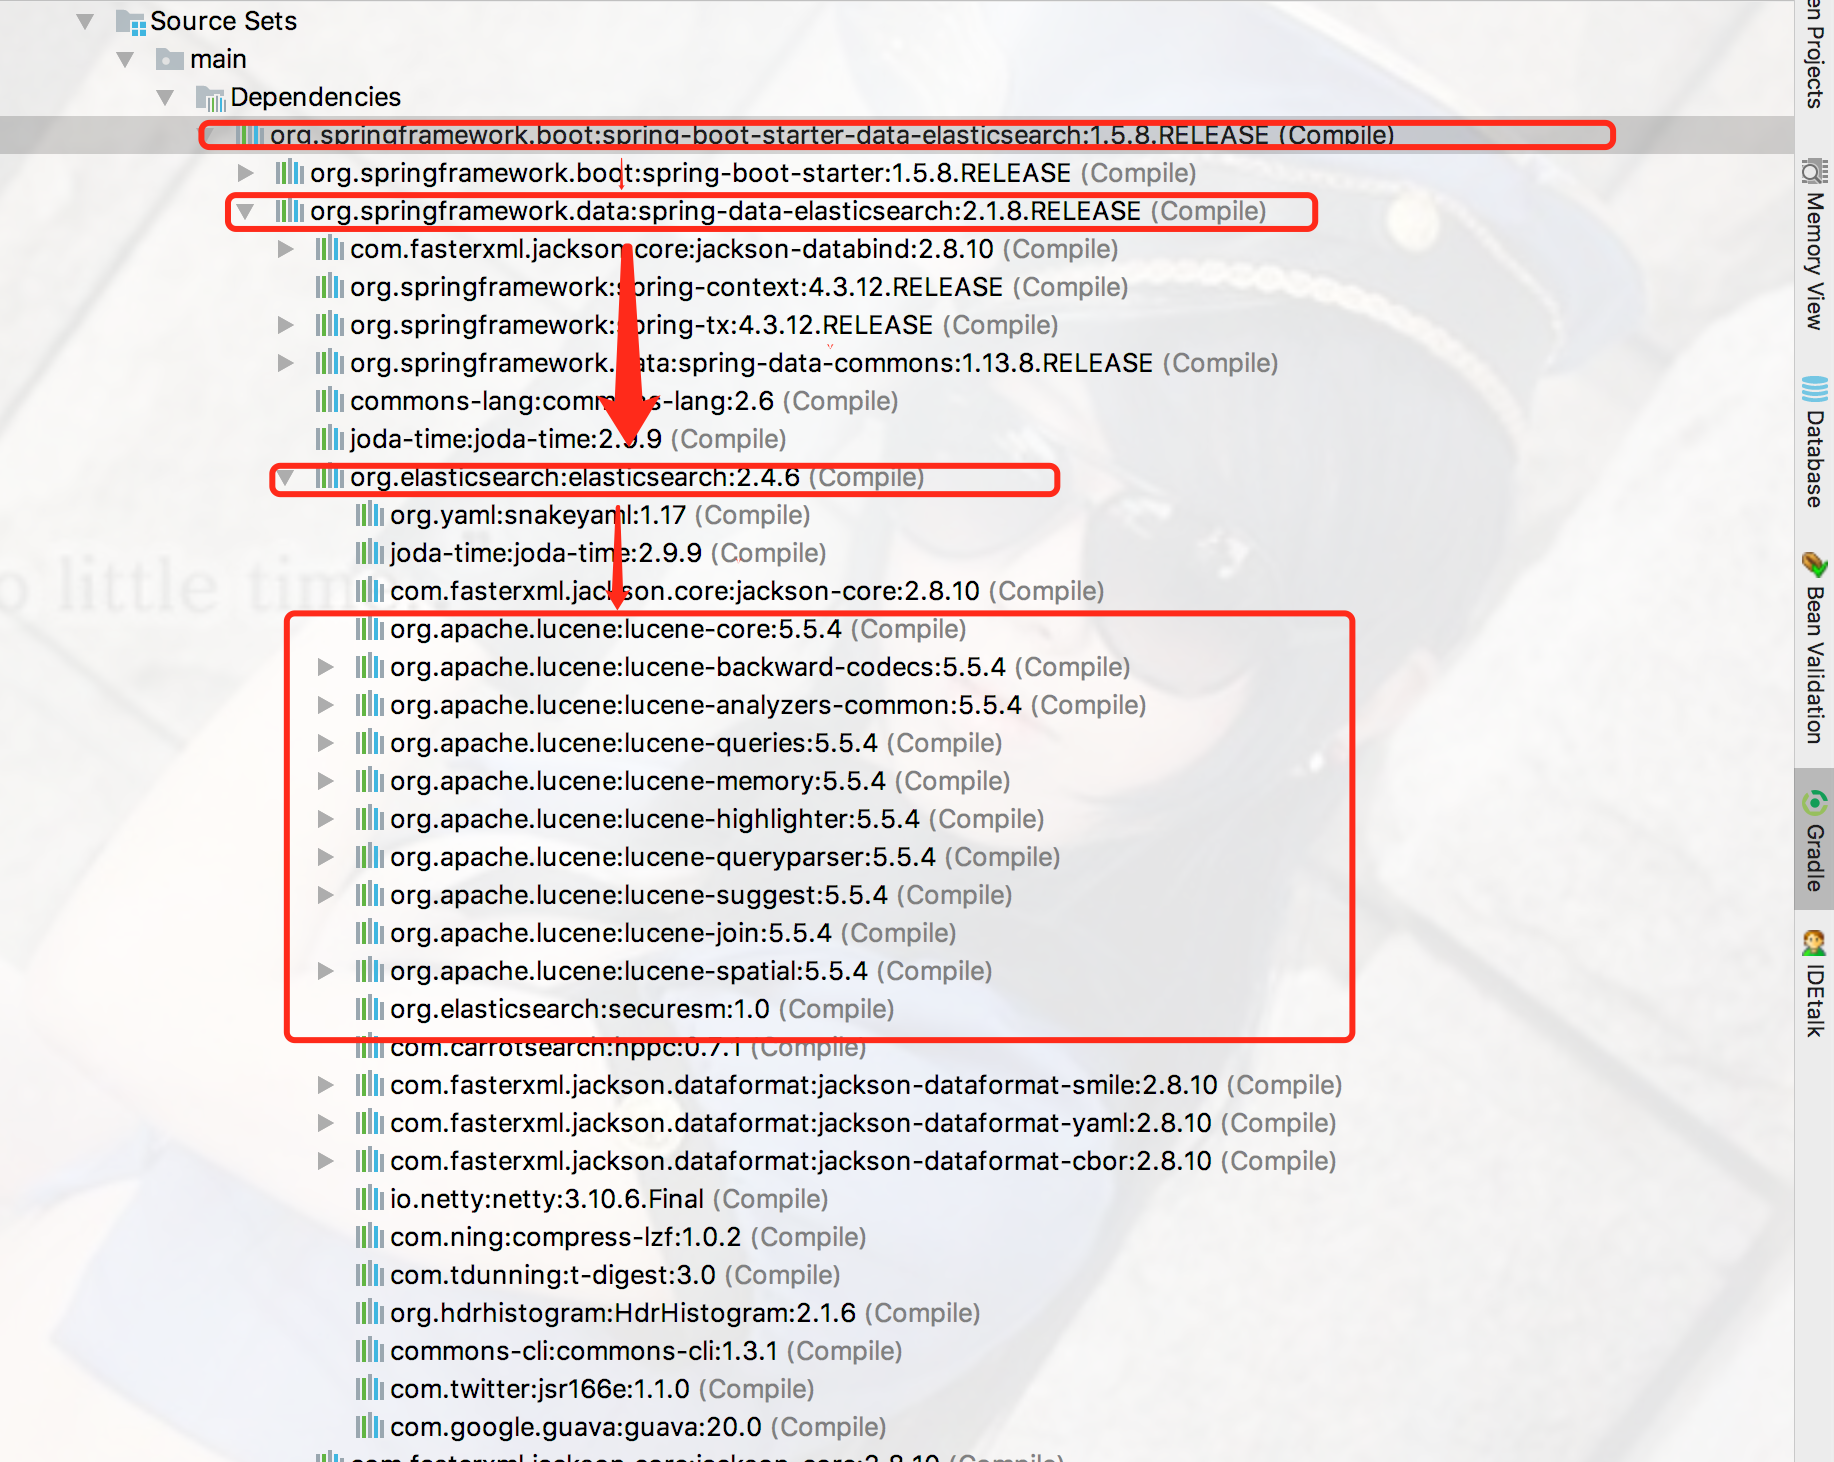 Source Sets
main
Dependencies
org.springframework.boot:spring-boot-starter-data-elasticsearch:1.5.8.RELEASE (Compile)
org.springframework.boot:spring-boot-starter:1.5.8.RELEASE (Compile)
org.springframework.data:spring-data-elasticsearch:2.1.8.RELEASE (Compile)
com.fasterxml.jackson.core:jackson-databind:2.8.10 (Compile)
org.springframework:spring-context:4.3.12.RELEASE (Compile)
org.springframework:spring-tx:4.3.12.RELEASE (Compile)
org.springframework.data:spring-data-commons:1.13.8.RELEASE (Compile)
commons-lang:commons-lang:2.6 (Compile)
joda-time:joda-time:2.9.9 (Compile)
org.elasticsearch:elasticsearch:2.4.6 (Compile)
org.yaml:snakeyaml:1.17 (Compile)
joda-time:joda-time:2.9.9 (Compile)
com.fasterxml.jackson.core:jackson-core:2.8.10 (Compile)
org.apache.lucene:lucene-core:5.5.4 (Compile)
org.apache.lucene:lucene-backward-codecs:5.5.4 (Compile)
org.apache.lucene:lucene-analyzers-common:5.5.4 (Compile)
org.apache.lucene:lucene-queries:5.5.4 (Compile)
org.apache.lucene:lucene-memory:5.5.4 (Compile)
org.apache.lucene:lucene-highlighter:5.5.4 (Compile)
org.apache.lucene:lucene-queryparser:5.5.4 (Compile)
org.apache.lucene:lucene-suggest:5.5.4 (Compile)
org.apache.lucene:lucene-join:5.5.4 (Compile)
org.apache.lucene:lucene-spatial:5.5.4 (Compile)
org.elasticsearch:securesm:1.0 (Compile)
com.carrotsearch:hppc:0.7.1 (Compile)
com.fasterxml.jackson.dataformat:jackson-dataformat-smile:2.8.10 (Compile)
com.fasterxml.jackson.dataformat:jackson-dataformat-yaml:2.8.10 (Compile)
com.fasterxml.jackson.dataformat:jackson-dataformat-cbor:2.8.10 (Compile)
io.netty:netty:3.10.6.Final (Compile)
com.ning:compress-lzf:1.0.2 (Compile)
com.tdunning:t-digest:3.0 (Compile)
org.hdrhistogram:HdrHistogram:2.1.6 (Compile)
commons-cli:commons-cli:1.3.1 (Compile)
com.twitter:jsr166e:1.1.0 (Compile)
com.google.guava:guava:20.0 (Compile)
com.fasterxml.jackson.core:jackson-core:2.8.10 (Compile)
o little time."
en Projects
Memory View
Database
Bean Validation
Gradle
IDEtalk